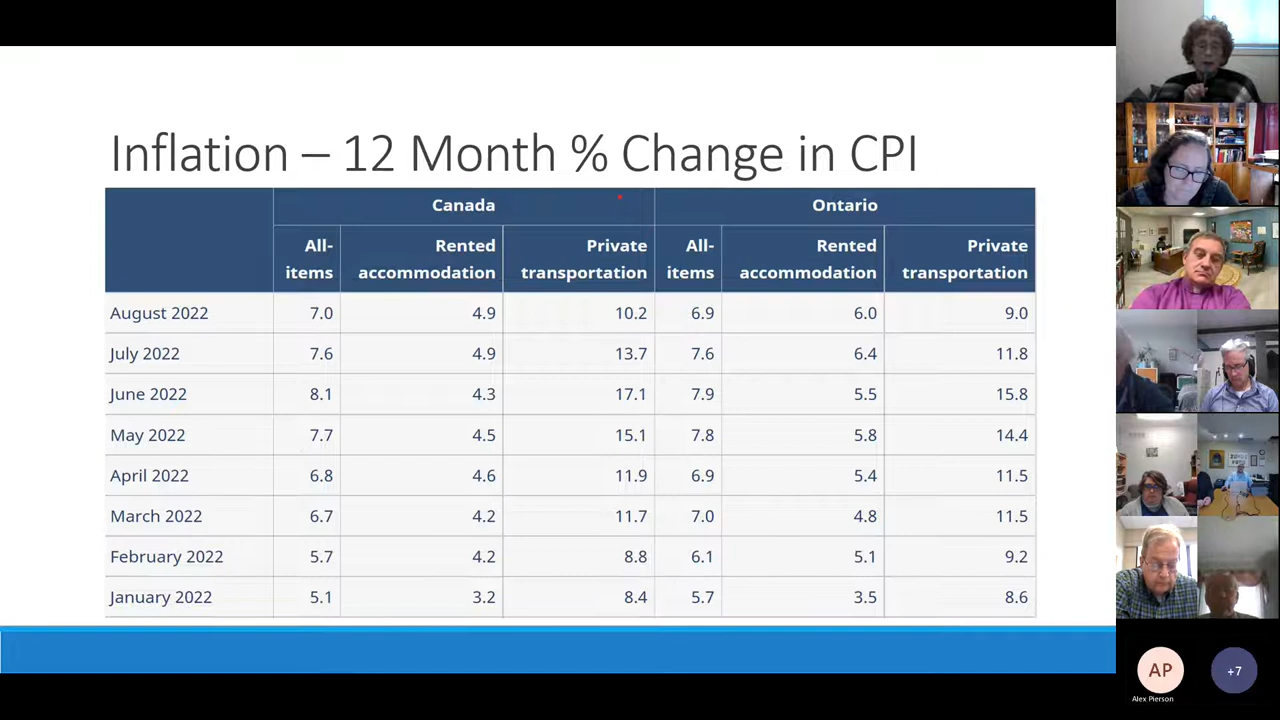 Inflation – 12 Month % Change in CPI
Canada Ontario
All-items Rented accommodation Private transportation All-items Rented accommodation Private transportation
August 2022 7.0 4.9 10.2 6.9 6.0 9.0
July 2022 7.6 4.9 13.7 7.6 6.4 11.8
June 2022 8.1 4.3 17.1 7.9 5.5 15.8
May 2022 7.7 4.5 15.1 7.8 5.8 14.4
April 2022 6.8 4.6 11.9 6.9 5.4 11.5
March 2022 6.7 4.2 11.7 7.0 4.8 11.5
February 2022 5.7 4.2 8.8 6.1 5.1 9.2
January 2022 5.1 3.2 8.4 5.7 3.5 8.6
AP
+7
Alex Pierson